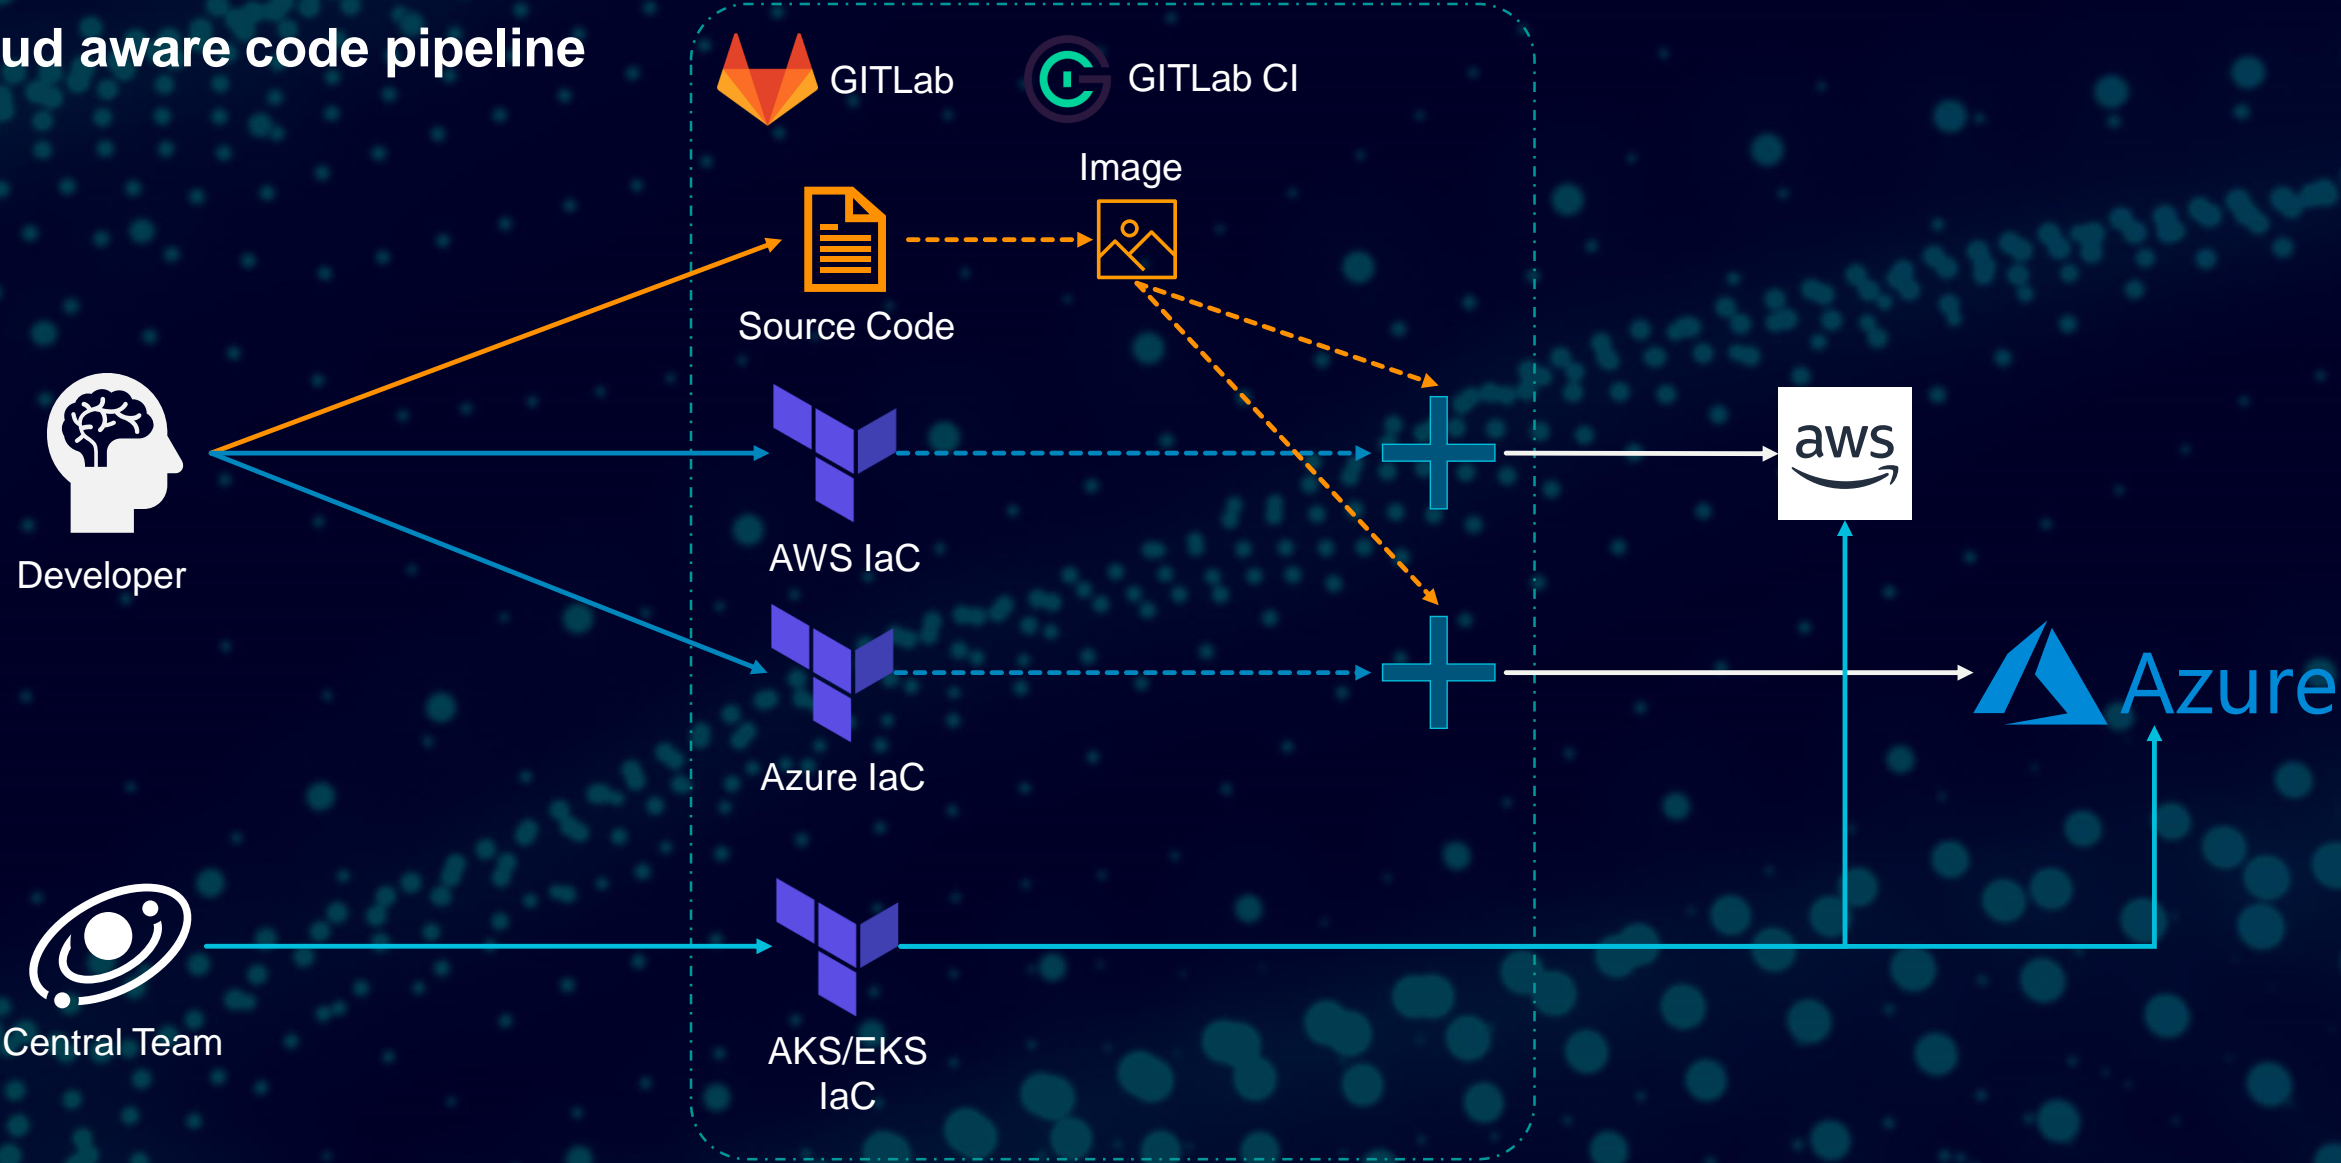 ud aware code pipeline
GITLab
GITLab CI
Image
Source Code
aws
AWS IaC
Developer
Azure
Azure IaC
Central Team
AKS/EKS
IaC